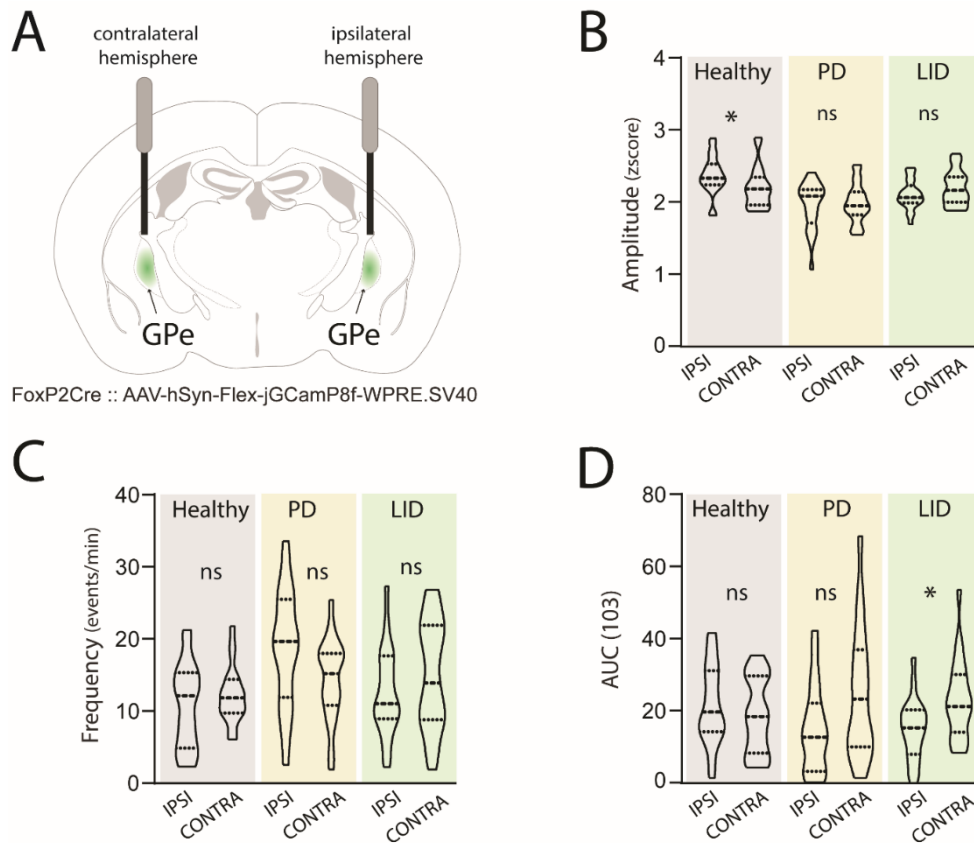 A
contralateral
hemisphere
ipsilateral
hemisphere
GPe
GPe
FoxP2Cre :: AAV-hSyn-Flex-jGCamP8f-WPRE.SV40
B
Amplitude (zscore)
4
3
2
1
0
Healthy
PD
LID
*
ns
ns
IPSI
CONTRA
IPSI
CONTRA
IPSI
CONTRA
C
Frequency (events/min)
40
30
20
10
0
Healthy
PD
LID
ns
ns
ns
IPSI
CONTRA
IPSI
CONTRA
IPSI
CONTRA
D
AUC (103)
80
60
40
20
0
Healthy
PD
LID
ns
ns
*
IPSI
CONTRA
IPSI
CONTRA
IPSI
CONTRA